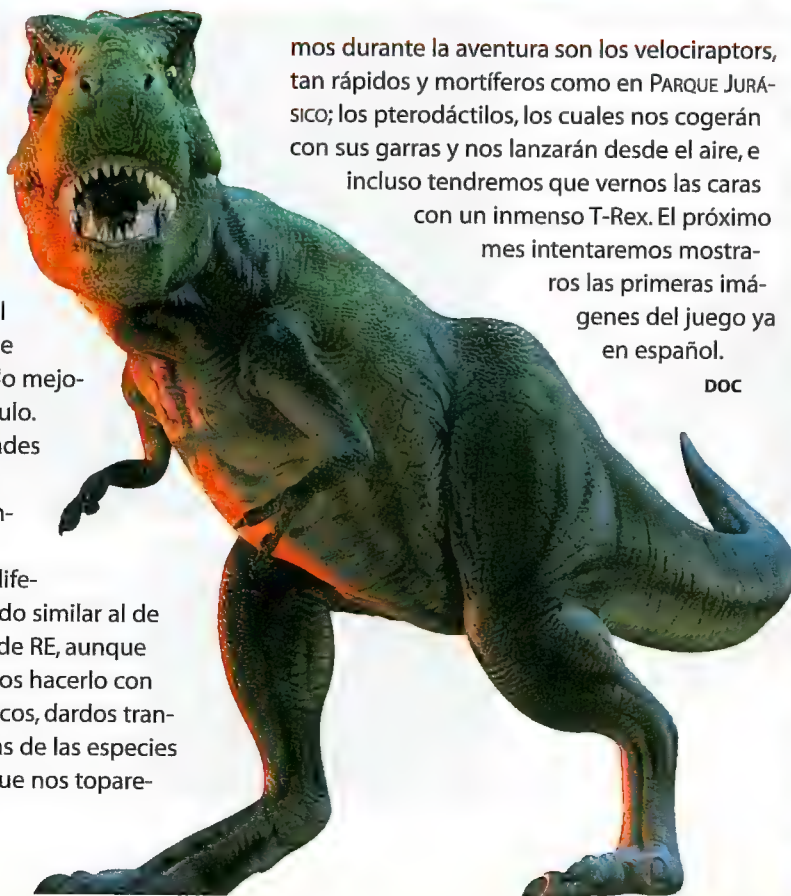 l
e
o mejo-
ulo.
ades
n-
life-
do similar al de
de RE, aunque
os hacerlo con
cos, dardos tran-
as de las especies
ue nos topare-
mos durante la aventura son los velociraptors,
tan rápidos y mortíferos como en PARQUE JURÁ-
SICO; los pterodáctilos, los cuales nos cogerán
con sus garras y nos lanzarán desde el aire, e
incluso tendremos que vernos las caras
con un inmenso T-Rex. El próximo
mes intentaremos mostra-
ros las primeras imá-
genes del juego ya
en español.
DOC